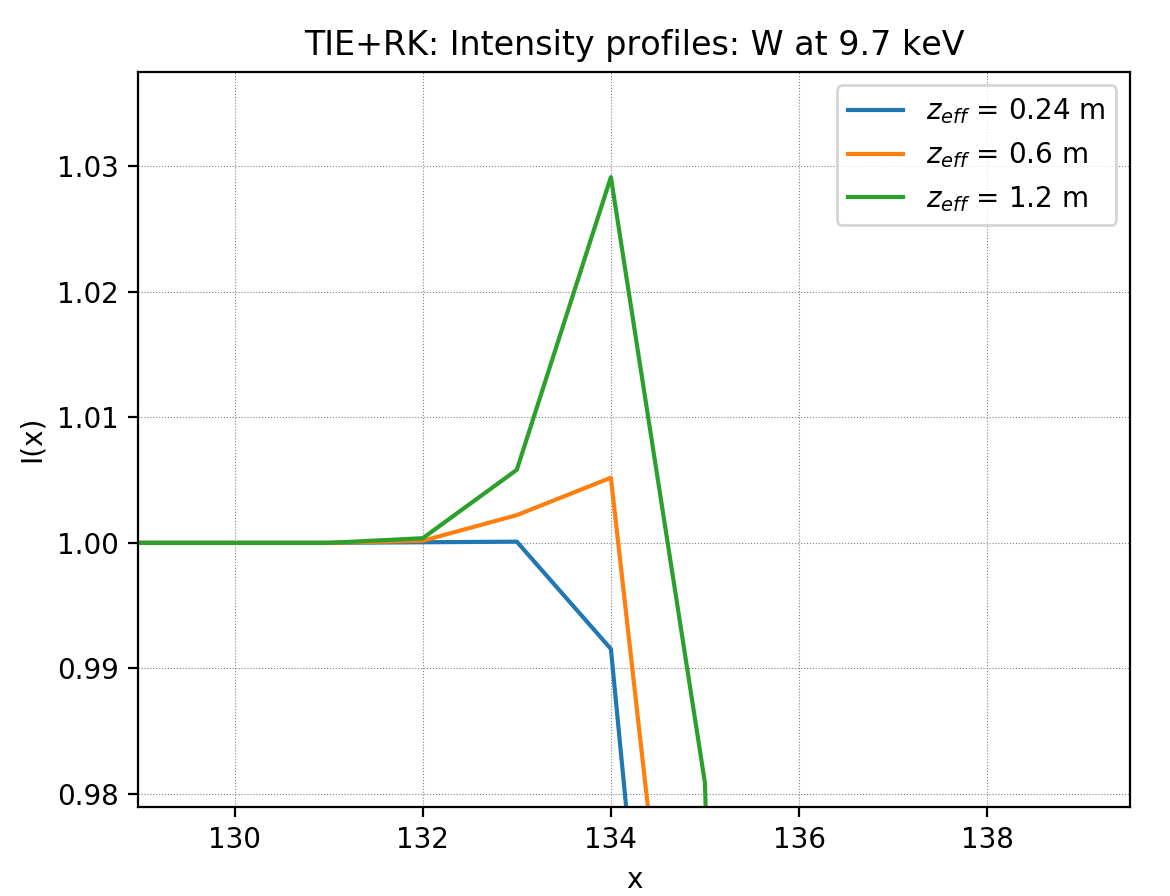 TIE+RK: Intensity profiles: W at 9.7 keV
z_eff = 0.24 m
z_eff = 0.6 m
z_eff = 1.2 m
1.03
1.02
1.01
1.00
0.99
0.98
I(x)
130 132 134 136 138
x